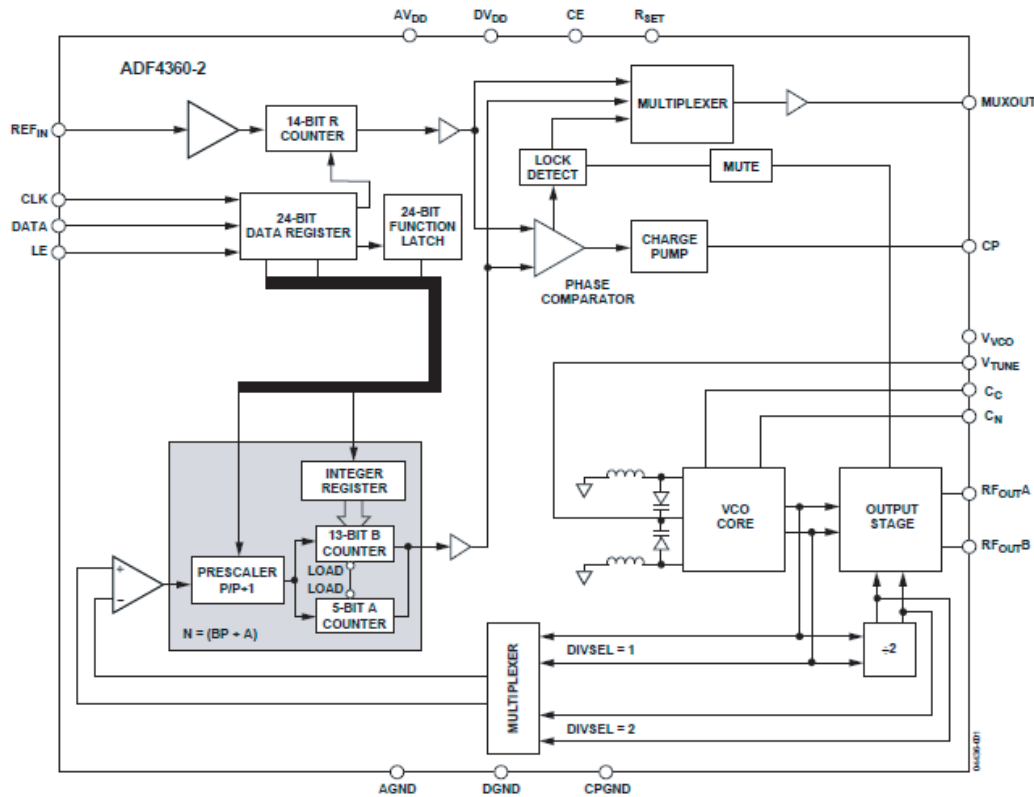 AVDD
DVDD
CE
RSET
ADF4360-2
REFIN
14-BIT R
COUNTER
MULTIPLEXER
MUXOUT
LOCK
DETECT
MUTE
CLK
DATA
LE
24-BIT
DATA REGISTER
24-BIT
FUNCTION
LATCH
CHARGE
PUMP
CP
PHASE
COMPARATOR
VVCO
VTUNE
CC
CN
INTEGER
REGISTER
13-BIT B
COUNTER
LOAD
LOAD
5-BIT A
COUNTER
PRESCALER
P/P+1
+
−
N = (BP + A)
VCO
CORE
OUTPUT
STAGE
RFOUTA
RFOUTB
MULTIPLEXER
DIVSEL = 1
DIVSEL = 2
÷2
04436-001
AGND
DGND
CPGND